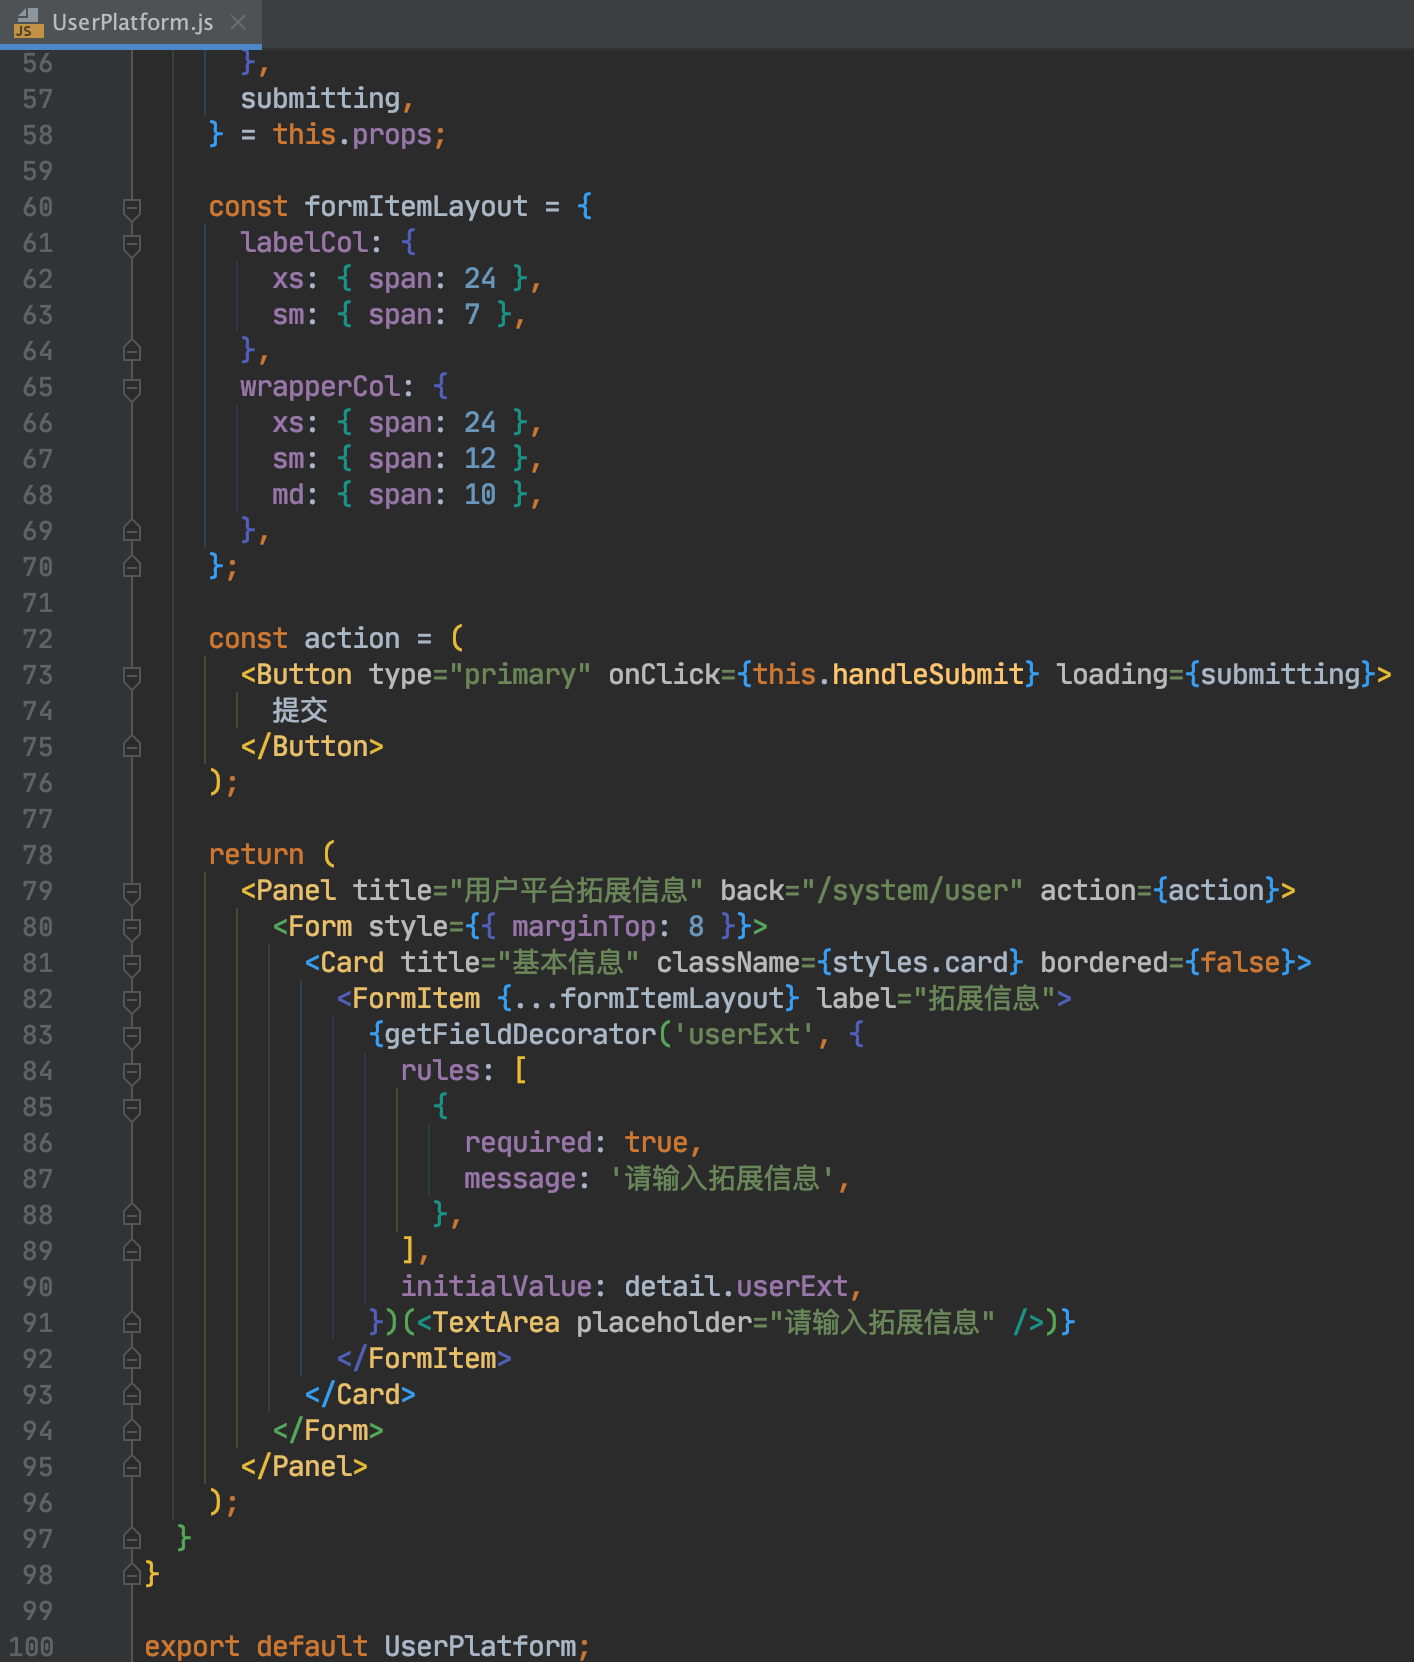 JS UserPlatform.js
56 },
57 submitting,
58 } = this.props;
59
60 const formItemLayout = {
61 labelCol: {
62 xs: { span: 24 },
63 sm: { span: 7 },
64 },
65 wrapperCol: {
66 xs: { span: 24 },
67 sm: { span: 12 },
68 md: { span: 10 },
69 },
70 };
71
72 const action = (
73 <Button type="primary" onClick={this.handleSubmit} loading={submitting}>
74 提交
75 </Button>
76 );
77
78 return (
79 <Panel title="用户平台拓展信息" back="/system/user" action={action}>
80 <Form style={{ marginTop: 8 }}>
81 <Card title="基本信息" className={styles.card} bordered={false}>
82 <FormItem {...formItemLayout} label="拓展信息">
83 {getFieldDecorator('userExt', {
84 rules: [
85 {
86 required: true,
87 message: '请输入拓展信息',
88 },
89 ],
90 initialValue: detail.userExt,
91 })(<TextArea placeholder="请输入拓展信息" />)}
92 </FormItem>
93 </Card>
94 </Form>
95 </Panel>
96 );
97 }
98 }
99
100 export default UserPlatform;